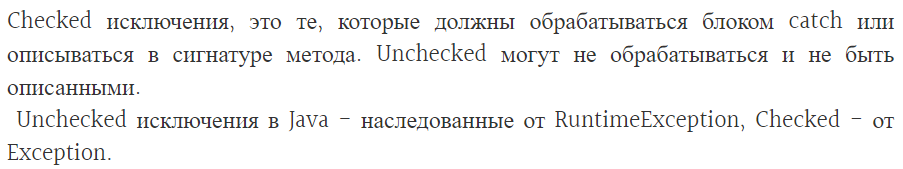 Checked исключения, это те, которые должны обрабатываться блоком catch или
описываться в сигнатуре метода. Unchecked могут не обрабатываться и не быть
описанными.
Unchecked исключения в Java – наследованные от RuntimeException, Checked – от
Exception.